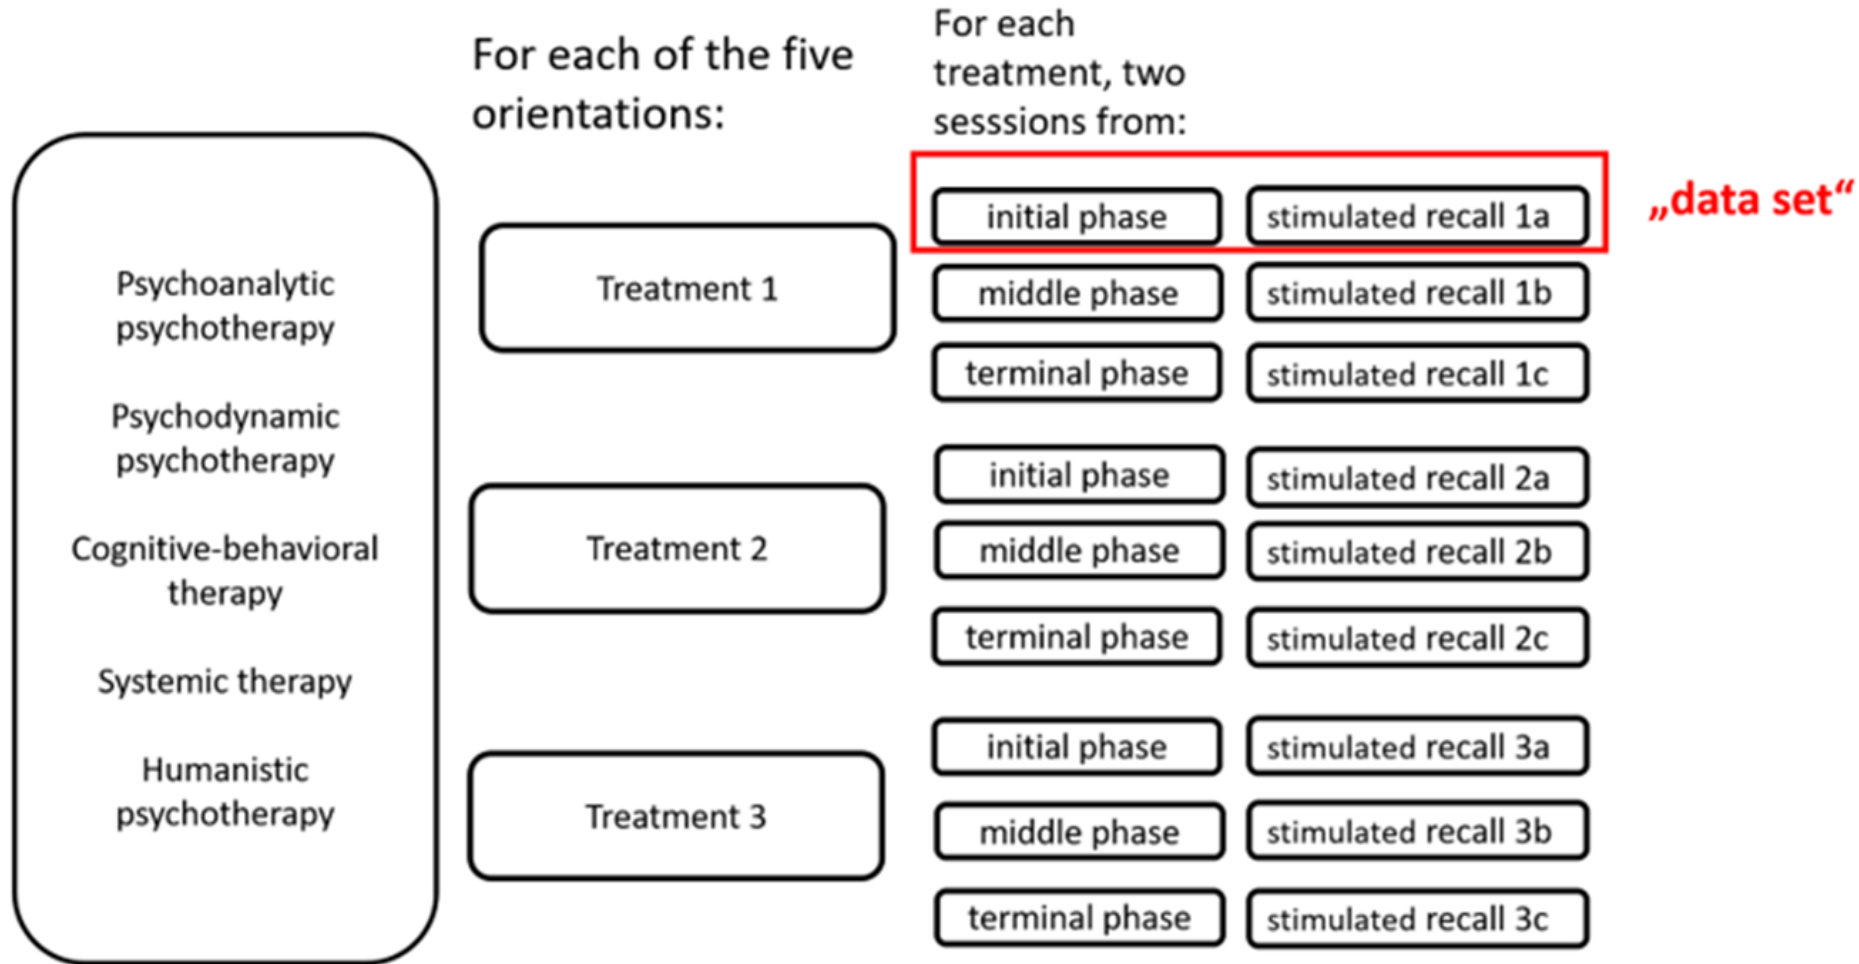 For each of the five
orientations:
For each
treatment, two
sesssions from:
Psychoanalytic
psychotherapy
Psychodynamic
psychotherapy
Cognitive-behavioral
therapy
Systemic therapy
Humanistic
psychotherapy
Treatment 1
initial phase
stimulated recall 1a
„data set“
middle phase
stimulated recall 1b
terminal phase
stimulated recall 1c
Treatment 2
initial phase
stimulated recall 2a
middle phase
stimulated recall 2b
terminal phase
stimulated recall 2c
Treatment 3
initial phase
stimulated recall 3a
middle phase
stimulated recall 3b
terminal phase
stimulated recall 3c